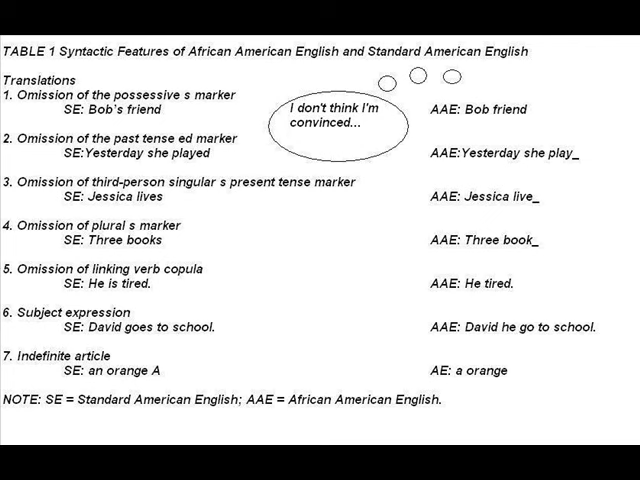 TABLE 1 Syntactic Features of African American English and Standard American English
Translations
1. Omission of the possessive s marker
SE: Bob's friend
AAE: Bob friend
I don't think I'm
convinced...
2. Omission of the past tense ed marker
SE:Yesterday she played
AAE:Yesterday she play_
3. Omission of third-person singular s present tense marker
SE: Jessica lives
AAE: Jessica live_
4. Omission of plural s marker
SE: Three books
AAE: Three book_
5. Omission of linking verb copula
SE: He is tired.
AAE: He tired.
6. Subject expression
SE: David goes to school.
AAE: David he go to school.
7. Indefinite article
SE: an orange A
AE: a orange
NOTE: SE = Standard American English; AAE = African American English.